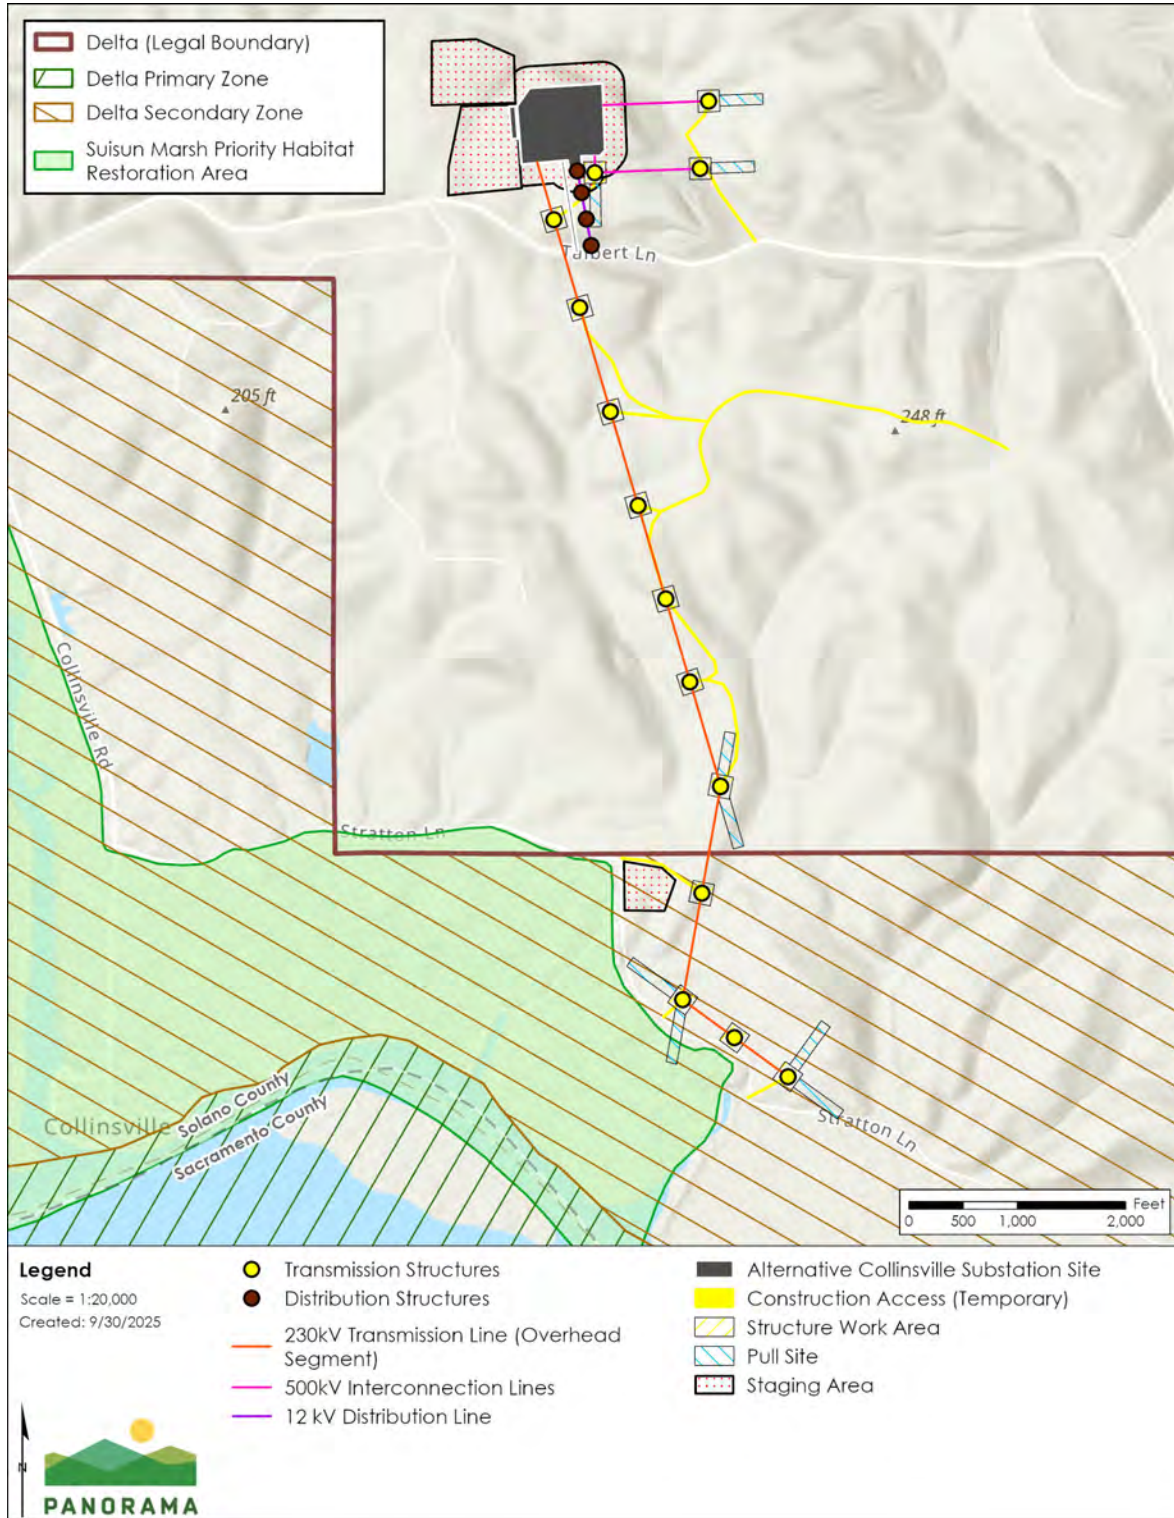 Delta (Legal Boundary)
Detla Primary Zone
Delta Secondary Zone
Suisun Marsh Priority Habitat
Restoration Area
Talbert Ln
205 ft
248 ft
Collinsville Rd
Stratton Ln
Stratton Ln
Collinsville
Solano County
Sacramento County
Feet
0 500 1,000 2,000
Legend
Scale = 1:20,000
Created: 9/30/2025
Transmission Structures
Distribution Structures
230kV Transmission Line (Overhead
Segment)
500kV Interconnection Lines
12 kV Distribution Line
Alternative Collinsville Substation Site
Construction Access (Temporary)
Structure Work Area
Pull Site
Staging Area
N
PANORAMA